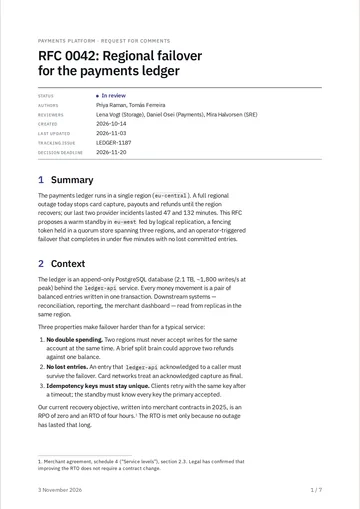 PAYMENTS PLATFORM · REQUEST FOR COMMENTS
RFC 0042: Regional failover
for the payments ledger
STATUS In review
AUTHORS Priya Raman, Tomás Ferreira
REVIEWERS Lena Vogt (Storage), Daniel Osei (Payments), Mira Halvorsen (SRE)
CREATED 2026-10-14
LAST UPDATED 2026-11-03
TRACKING ISSUE LEDGER-1187
DECISION DEADLINE 2026-11-20
1 Summary
The payments ledger runs in a single region (eu-central). A full regional
outage today stops card capture, payouts and refunds until the region
recovers; our last two provider incidents lasted 47 and 132 minutes. This RFC
proposes a warm standby in eu-west fed by logical replication, a fencing
token held in a quorum store spanning three regions, and an operator-triggered
failover that completes in under five minutes with no lost committed entries.
2 Context
The ledger is an append-only PostgreSQL database (2.1 TB, ~1,800 writes/s at
peak) behind the ledger-api service. Every money movement is a pair of
balanced entries written in one transaction. Downstream systems —
reconciliation, reporting, the merchant dashboard — read from replicas in the
same region.
Three properties make failover harder than for a typical service:
1. No double spending. Two regions must never accept writes for the same
account at the same time. A brief split brain could approve two refunds
against one balance.
2. No lost entries. An entry that ledger-api acknowledged to a caller must
survive the failover. Card networks treat an acknowledged capture as final.
3. Idempotency keys must stay unique. Clients retry with the same key after
a timeout; the standby must know every key the primary accepted.
Our current recovery objective, written into merchant contracts in 2025, is an
RPO of zero and an RTO of four hours.¹ The RTO is met only because no outage
has lasted that long.
1. Merchant agreement, schedule 4 ("Service levels"), section 2.3. Legal has confirmed that
improving the RTO does not require a contract change.
3 November 2026
1 / 7